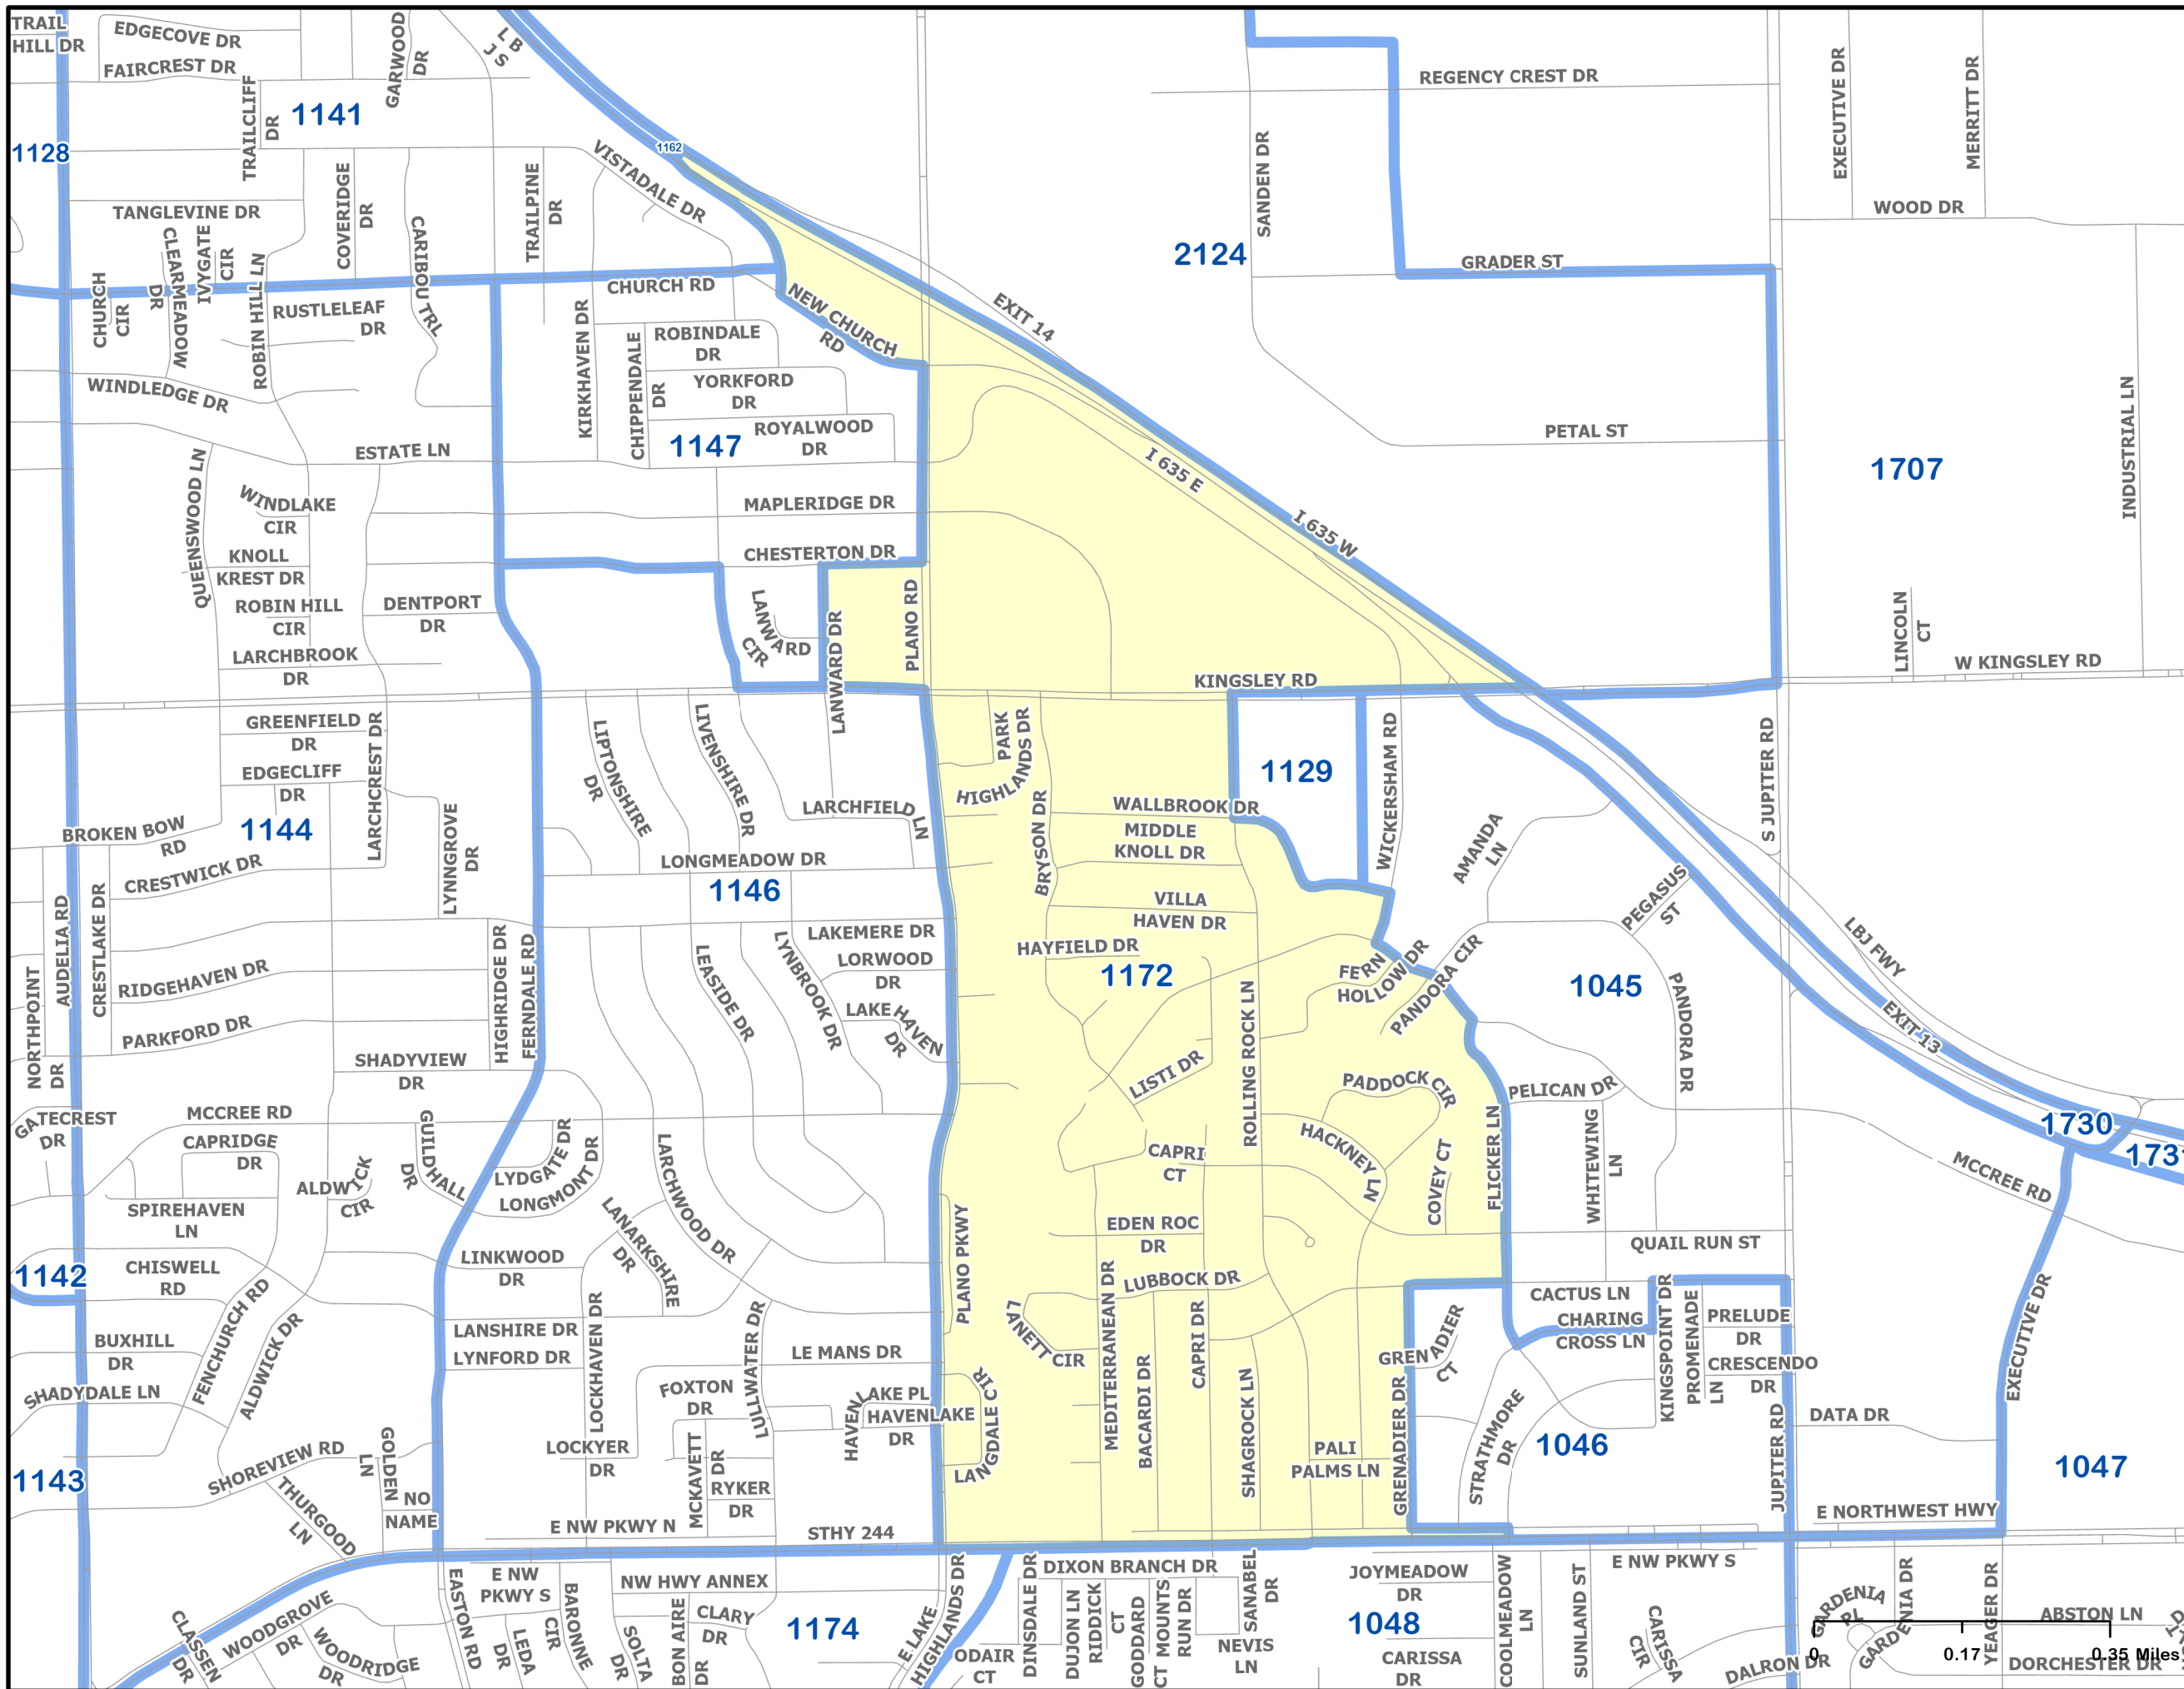 TRAIL
HILL DR
EDGECOVE DR
FAIRCREST DR
GARWOOD
DR
L B
J S
TRAILCLIFF
DR
1141
1128
1162
VISTADALE DR
REGENCY CREST DR
EXECUTIVE DR
MERRITT DR
SANDEN DR
TANGLEVINE DR
COVERIDGE
DR
TRAILPINE
DR
CARIBOU TRL
CLEARMEADOW
DR
IVYGATE
CIR
ROBIN HILL LN
CHURCH
CIR
WOOD DR
2124
GRADER ST
CHURCH RD
RUSTLELEAF
DR
NEW CHURCH
RD
EXIT 14
KIRKHAVEN DR
CHIPPENDALE
DR
ROBINDALE
DR
YORKFORD
DR
WINDLEDGE DR
ROYALWOOD
DR
1147
ESTATE LN
PETAL ST
INDUSTRIAL LN
1707
I 635 E
I 635 W
QUEENSWOOD LN
WINDLAKE
CIR
MAPLERIDGE DR
KNOLL
KREST DR
CHESTERTON DR
ROBIN HILL
CIR
DENTPORT
DR
LANWARD
CIR
LANWARD DR
PLANO RD
LINCOLN
CT
LARCHBROOK
DR
KINGSLEY RD
W KINGSLEY RD
GREENFIELD
DR
LARCHCREST DR
EDGECLIFF
DR
LIPTONSHIRE
DR
LIVENSHIRE DR
PARK
HIGHLANDS DR
1129
WICKERSHAM RD
S JUPITER RD
BROKEN BOW
RD
1144
LYNNGROVE
DR
LARCHFIELD LN
WALLBROOK DR
MIDDLE
KNOLL DR
BRYSON DR
AMANDA
LN
CRESTWICK DR
LONGMEADOW DR
1146
VILLA
HAVEN DR
PEGASUS
ST
AUDELIA RD
CRESTLAKE DR
HIGHRIDGE DR
FERNDALE RD
LAKEMERE DR
LORWOOD
DR
HAYFIELD DR
1172
FERN
HOLLOW DR
PANDORA CIR
LBJ FWY
1045
NORTHPOINT
DR
RIDGEHAVEN DR
LEASIDE DR
LYNBROOK DR
LAKE HAVEN
DR
PANDORA DR
EXIT 13
PARKFORD DR
SHADYVIEW
DR
LISTI DR
ROLLING ROCK LN
PADDOCK CIR
PELICAN DR
GATECREST
DR
MCCREE RD
CAPRIDGE
DR
GUILDHALL
DR
LYDGATE DR
LONGMONT DR
LARCHWOOD DR
CAPRI
CT
HACKNEY LN
COVEY CT
FLICKER LN
WHITEWING
LN
1730
1731
MCCREE RD
ALDWICK
CIR
SPIREHAVEN
LN
LANARKSHIRE
DR
PLANO PKWY
EDEN ROC
DR
QUAIL RUN ST
LINKWOOD
DR
1142
CHISWELL
RD
FENCHURCH RD
ALDWICK DR
LUBBOCK DR
CACTUS LN
CHARING
CROSS LN
KINGSPOINT DR
PROMENADE
LN
PRELUDE
DR
CRESCENDO
DR
EXECUTIVE DR
BUXHILL
DR
LANSHIRE DR
LYNFORD DR
LOCKHAVEN DR
LULLWATER DR
LE MANS DR
LANETT CIR
MEDITERRANEAN DR
CAPRI DR
BACARDI DR
SHAGROCK LN
GRENADIER
CT
GRENADIER DR
SHADYDALE LN
FOXTON
DR
HAVEN LAKE PL
HAVENLAKE
DR
LANGDALE CIR
LANGDALE CIR
STRATHMORE
DR
1046
JUPITER RD
DATA DR
1047
1143
SHOREVIEW RD
GOLDEN
LN
LOCKYER
DR
MCKAVETT
DR
RYKER
DR
PALI
PALMS LN
THURGOOD
LN
NO
NAME
E NW PKWY N
STHY 244
E NORTHWEST HWY
E NW
PKWY S
NW HWY ANNEX
DIXON BRANCH DR
JOYMEADOW
DR
E NW PKWY S
CLASSEN
DR
WOODGROVE
DR
WOODRIDGE
DR
EASTON RD
LEDA
DR
BARONNE
CIR
SOLTA
DR
BON AIRE
DR
CLARY
DR
1174
E LAKE
HIGHLANDS DR
ODAIR
CT
DINSDALE DR
DUJON LN
RIDDICK
CT
GODDARD
CT
MOUNTS
RUN DR
SANABEL
DR
NEVIS
LN
1048
CARISSA
DR
COOLMEADOW
LN
SUNLAND ST
CARISSA
CIR
GARDENIA
PL
GARDENIA DR
YEAGER DR
ABSTON LN
DALRON DR
DORCHESTER DR
0
0.17
0.35 Miles